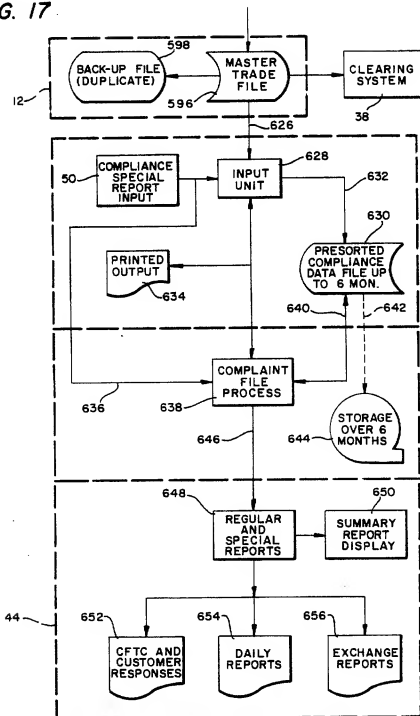 FIG. 17
598
BACK-UP FILE
(DUPLICATE)
MASTER
TRADE
FILE
596
CLEARING
SYSTEM
38
12
626
50
COMPLIANCE
SPECIAL
REPORT
INPUT
INPUT
UNIT
628
632
630
PRESORTED
COMPLIANCE
DATA FILE UP
TO 6 MON.
PRINTED
OUTPUT
634
640
642
636
COMPLAINT
FILE
PROCESS
638
646
STORAGE
OVER 6
MONTHS
644
648
REGULAR
AND
SPECIAL
REPORTS
650
SUMMARY
REPORT
DISPLAY
44
652
CFTC AND
CUSTOMER
RESPONSES
654
DAILY
REPORTS
656
EXCHANGE
REPORTS